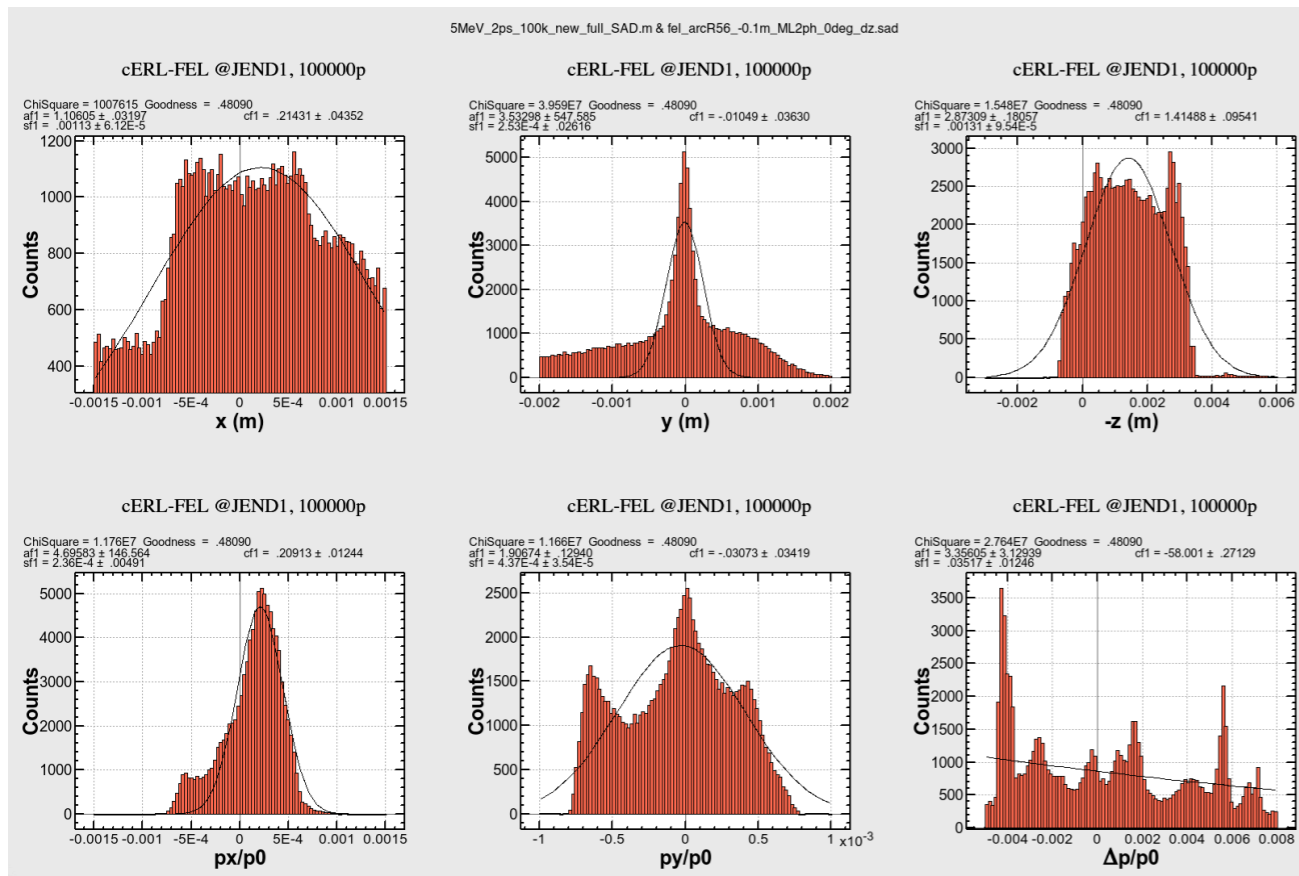 5MeV_2ps_100k_new_full_SAD.m & fel_arcR56_-0.1m_ML2ph_0deg_dz.sad
cERL-FEL @JEND1, 100000p
ChiSquare = 1007615 Goodness = .48090
af1 = 1.10605 ± .03197 cf1 = .21431 ± .04352
sf1 = .00113 ± 6.12E-5
1200
1000
800
600
400
Counts
-0.0015 -0.001 -5E-4 0 5E-4 0.001 0.0015
x (m)
cERL-FEL @JEND1, 100000p
ChiSquare = 3.959E7 Goodness = .48090
af1 = 3.53298 ± 547.585 cf1 = -.01049 ± .03630
sf1 = 2.53E-4 ± .02616
5000
4000
3000
2000
1000
0
Counts
-0.002 -0.001 0 0.001 0.002
y (m)
cERL-FEL @JEND1, 100000p
ChiSquare = 1.548E7 Goodness = .48090
af1 = 2.87309 ± .18057 cf1 = 1.41488 ± .09541
sf1 = .00131 ± 9.54E-5
3000
2500
2000
1500
1000
500
0
Counts
-0.002 0 0.002 0.004 0.006
-z (m)
cERL-FEL @JEND1, 100000p
ChiSquare = 1.176E7 Goodness = .48090
af1 = 4.69583 ± 146.564 cf1 = .20913 ± .01244
sf1 = 2.36E-4 ± .00491
5000
4000
3000
2000
1000
0
Counts
-0.0015 -0.001 -5E-4 0 5E-4 0.001 0.0015
px/p0
cERL-FEL @JEND1, 100000p
ChiSquare = 1.166E7 Goodness = .48090
af1 = 1.90674 ± .12940 cf1 = -.03073 ± .03419
sf1 = 4.37E-4 ± 3.54E-5
2500
2000
1500
1000
500
0
Counts
-1 -0.5 0 0.5 1 x10-3
py/p0
cERL-FEL @JEND1, 100000p
ChiSquare = 2.764E7 Goodness = .48090
af1 = 3.35605 ± 3.12939 cf1 = -58.001 ± .27129
sf1 = .03517 ± .01246
3500
3000
2500
2000
1500
1000
500
0
Counts
-0.004 -0.002 0 0.002 0.004 0.006 0.008
Δp/p0